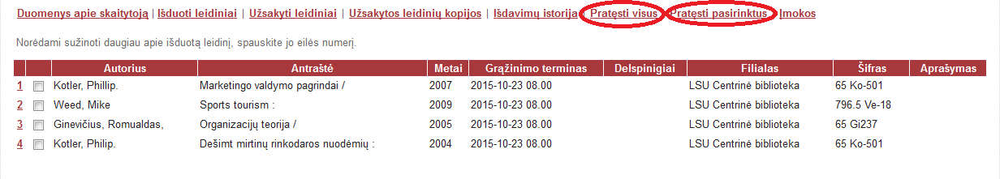 Duomenys apie skaitytoją | Išduoti leidiniai | Užsakyti leidiniai | Užsakytos leidinių kopijos | Išdavimų istorija | Pratęsti visus | Pratęsti pasirinktus | Įmokos
Norėdami sužinoti daugiau apie išduotą leidinį, spauskite jo eilės numerį.
Autorius Antraštė Metai Grąžinimo terminas Delspinigiai Filialas Šifras Aprašymas
1 Kotler, Phillip. Marketingo valdymo pagrindai / 2007 2015-10-23 08.00 LSU Centrinė biblioteka 65 Ko-501
2 Weed, Mike Sports tourism : 2009 2015-10-23 08.00 LSU Centrinė biblioteka 796.5 Ve-18
3 Ginevičius, Romualdas, Organizacijų teorija / 2005 2015-10-23 08.00 LSU Centrinė biblioteka 65 Gi237
4 Kotler, Philip. Dešimt mirtinų rinkodaros nuodėmių : 2004 2015-10-23 08.00 LSU Centrinė biblioteka 65 Ko-501